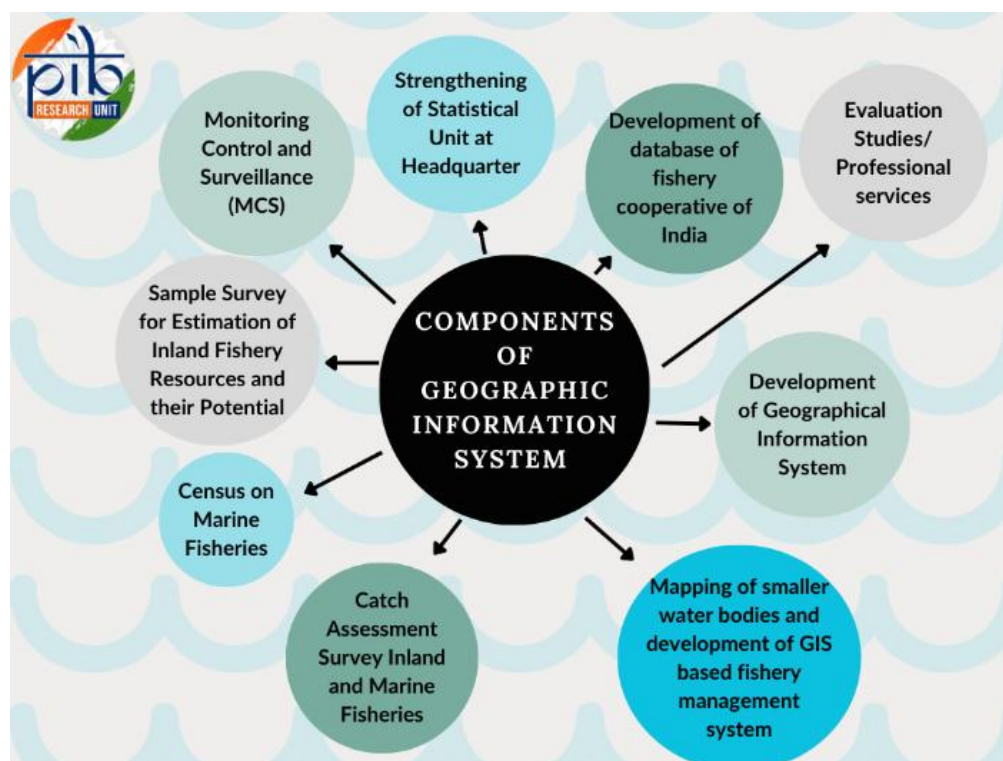 pib
RESEARCH UNIT
Monitoring
Control and
Surveillance
(MCS)
Strengthening
of Statistical
Unit at
Headquarter
Development of
database of
fishery
cooperative of
India
Evaluation
Studies/
Professional
services
Sample Survey
for Estimation of
Inland Fishery
Resources and
their Potential
COMPONENTS
OF
GEOGRAPHIC
INFORMATION
SYSTEM
Development
of Geographical
Information
System
Census on
Marine
Fisheries
Catch
Assessment
Survey Inland
and Marine
Fisheries
Mapping of smaller
water bodies and
development of GIS
based fishery
management
system